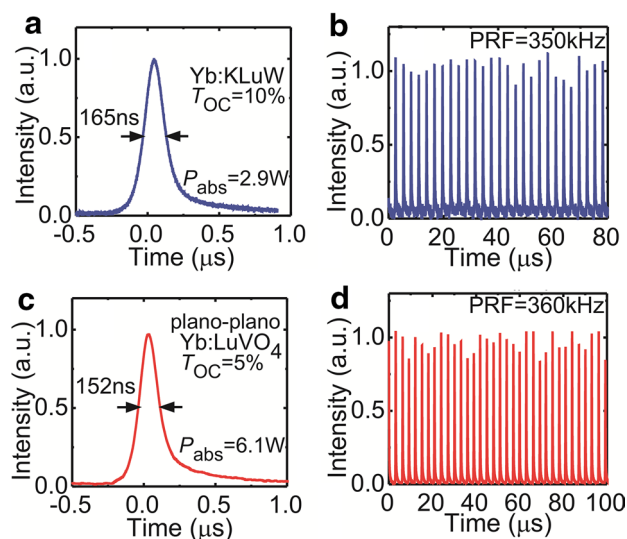 a
Intensity (a.u.)
1.0
0.5
0.0
-0.5
0.0
0.5
1.0
Time (μs)
Yb:KLuW
T_OC=10%
165ns
P_abs=2.9W
b
PRF=350kHz
Intensity (a.u.)
1.0
0.5
0.0
0 20 40 60 80
Time (μs)
c
Intensity (a.u.)
1.0
0.5
0.0
-0.5
0.0
0.5
1.0
Time (μs)
plano-plano
Yb:LuVO₄
T_OC=5%
152ns
P_abs=6.1W
d
PRF=360kHz
Intensity (a.u.)
1.0
0.5
0.0
0 20 40 60 80 100
Time (μs)